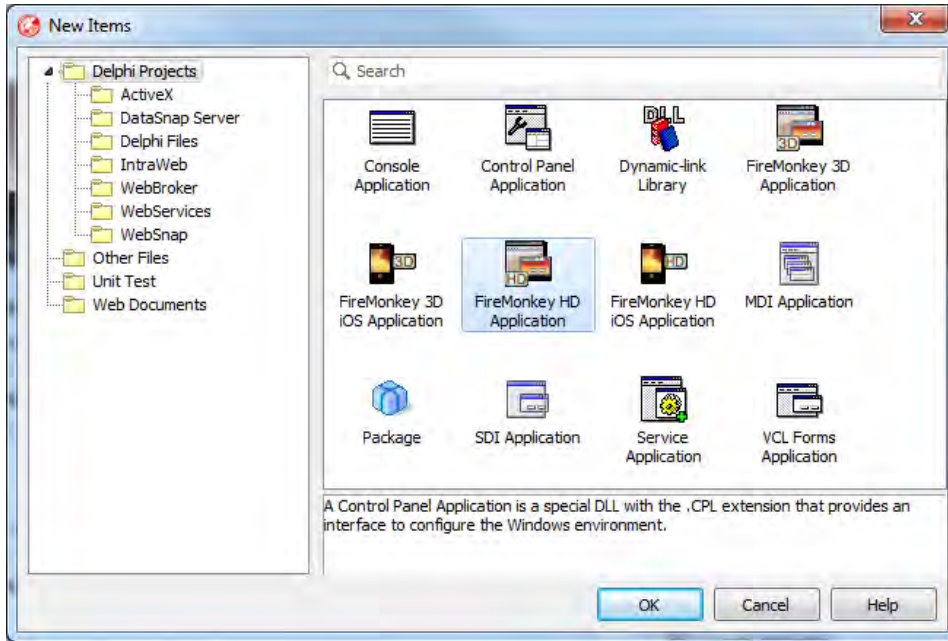 New Items
Delphi Projects
ActiveX
DataSnap Server
Delphi Files
IntraWeb
WebBroker
WebServices
WebSnap
Other Files
Unit Test
Web Documents
Search
Console
Application
Control Panel
Application
DLL
Dynamic-link
Library
3D
FireMonkey 3D
Application
3D
FireMonkey 3D
iOS Application
HD
FireMonkey HD
Application
HD
FireMonkey HD
iOS Application
MDI Application
Package
SDI Application
Service
Application
VCL Forms
Application
A Control Panel Application is a special DLL with the .CPL extension that provides an
interface to configure the Windows environment.
OK
Cancel
Help